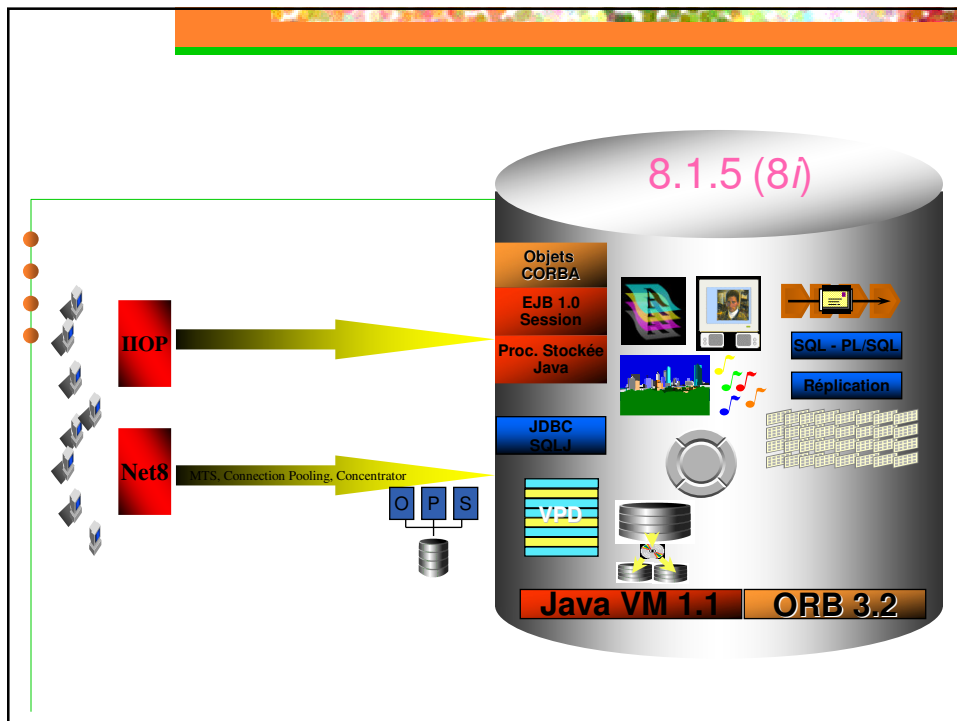 8.1.5 (8i)
Objets
CORBA
EJB 1.0
Session
Proc. Stockée
Java
IIOP
SQL - PL/SQL
Réplication
JDBC
SQLJ
Net8
MTS, Connection Pooling, Concentrator
O P S
VPD
Java VM 1.1
ORB 3.2